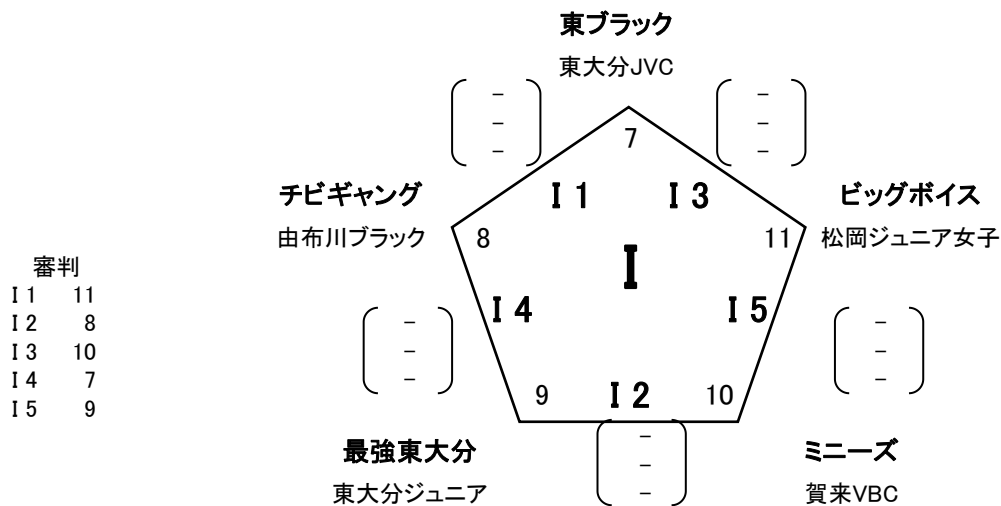 東ブラック
東大分JVC
－
－
－
－
－
－
7
チビギャング
由布川ブラック
I 1
I 3
ビッグボイス
松岡ジュニア女子
8
11
I
審判
I 1 11
I 2 8
I 3 10
I 4 7
I 5 9
I 4
I 5
－
－
－
－
－
－
9
I 2
10
－
－
－
最強東大分
東大分ジュニア
ミニーズ
賀来VBC